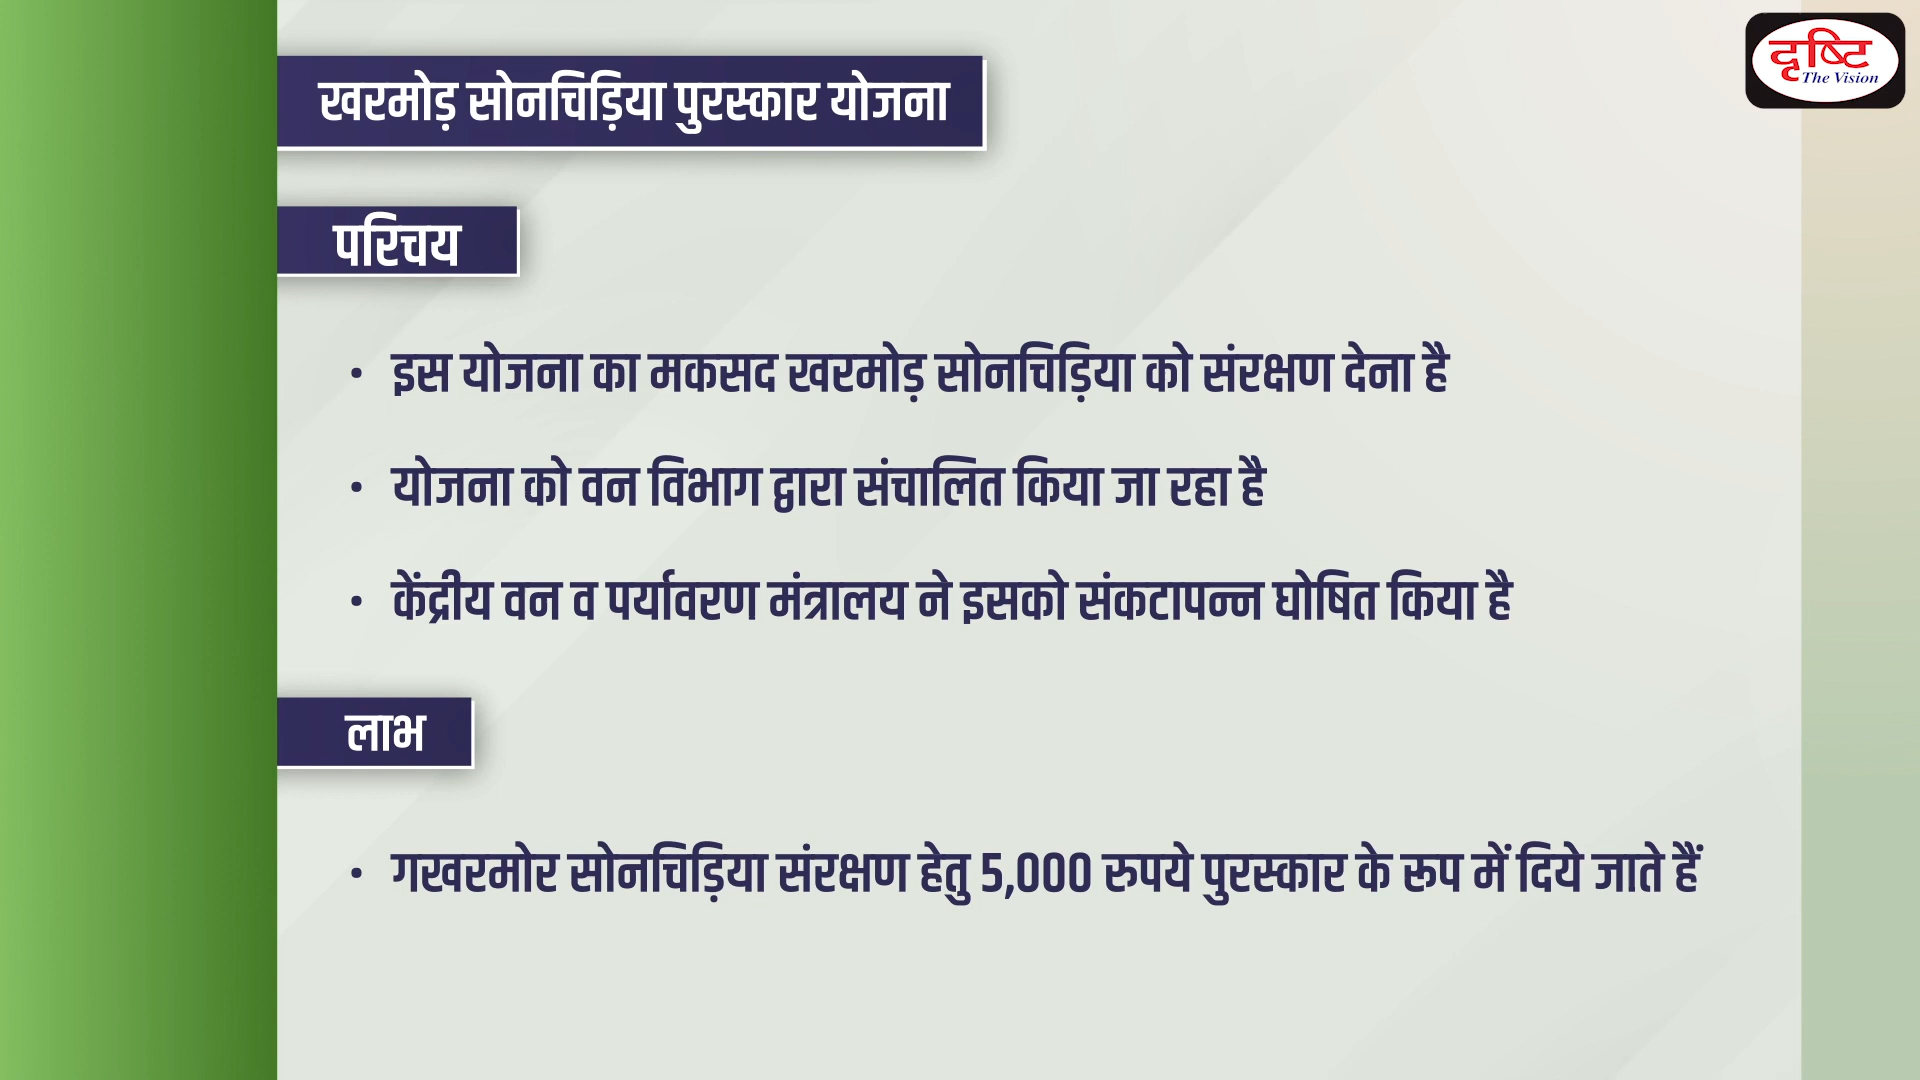 दृष्टि
The Vision
खरमोड़ सोनचिड़िया पुरस्कार योजना
परिचय
• इस योजना का मकसद खरमोड़ सोनचिड़िया को संरक्षण देना है
• योजना को वन विभाग द्वारा संचालित किया जा रहा है
• केंद्रीय वन व पर्यावरण मंत्रालय ने इसको संकटापन्न घोषित किया है
लाभ
• गखरमोर सोनचिड़िया संरक्षण हेतु 5,000 रुपये पुरस्कार के रूप में दिये जाते हैं